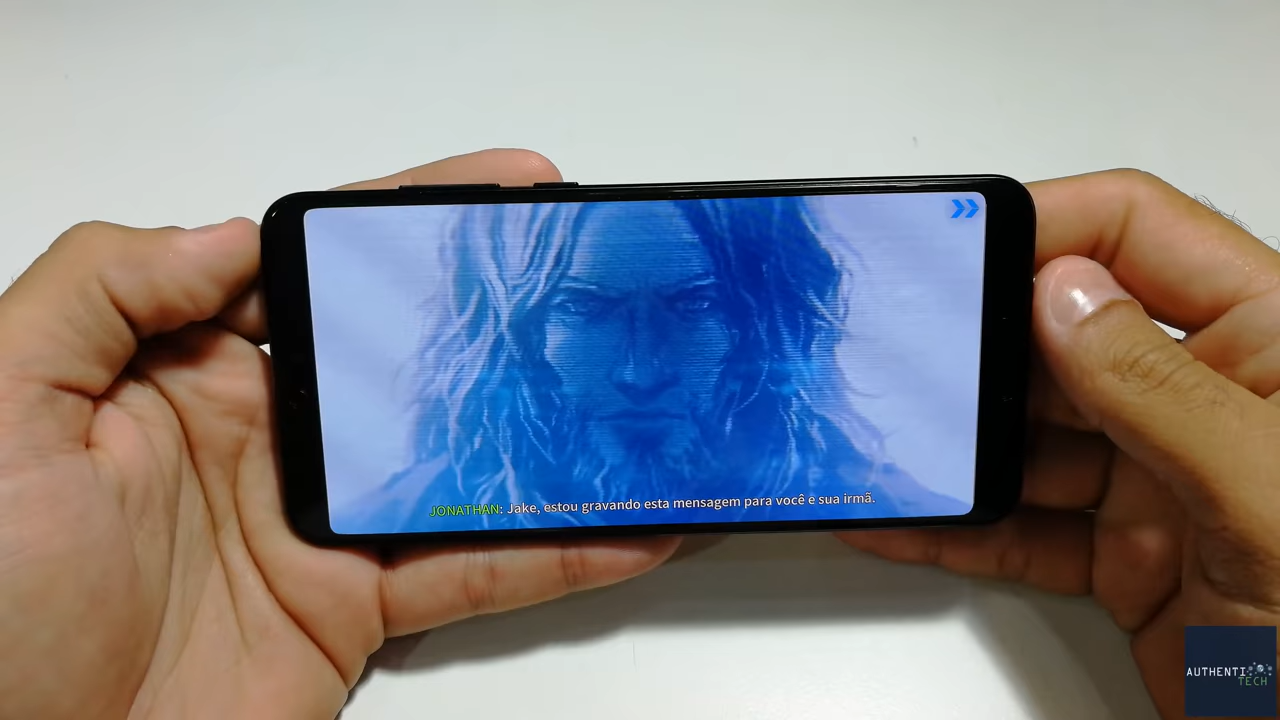 JONATHAN: Jake, estou gravando esta mensagem para você e sua irmã.
AUTHENTI
TECH